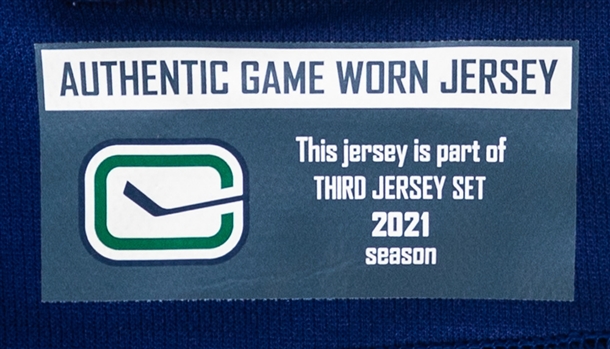 AUTHENTIC GAME WORN JERSEY
This jersey is part of
THIRD JERSEY SET
2021
season